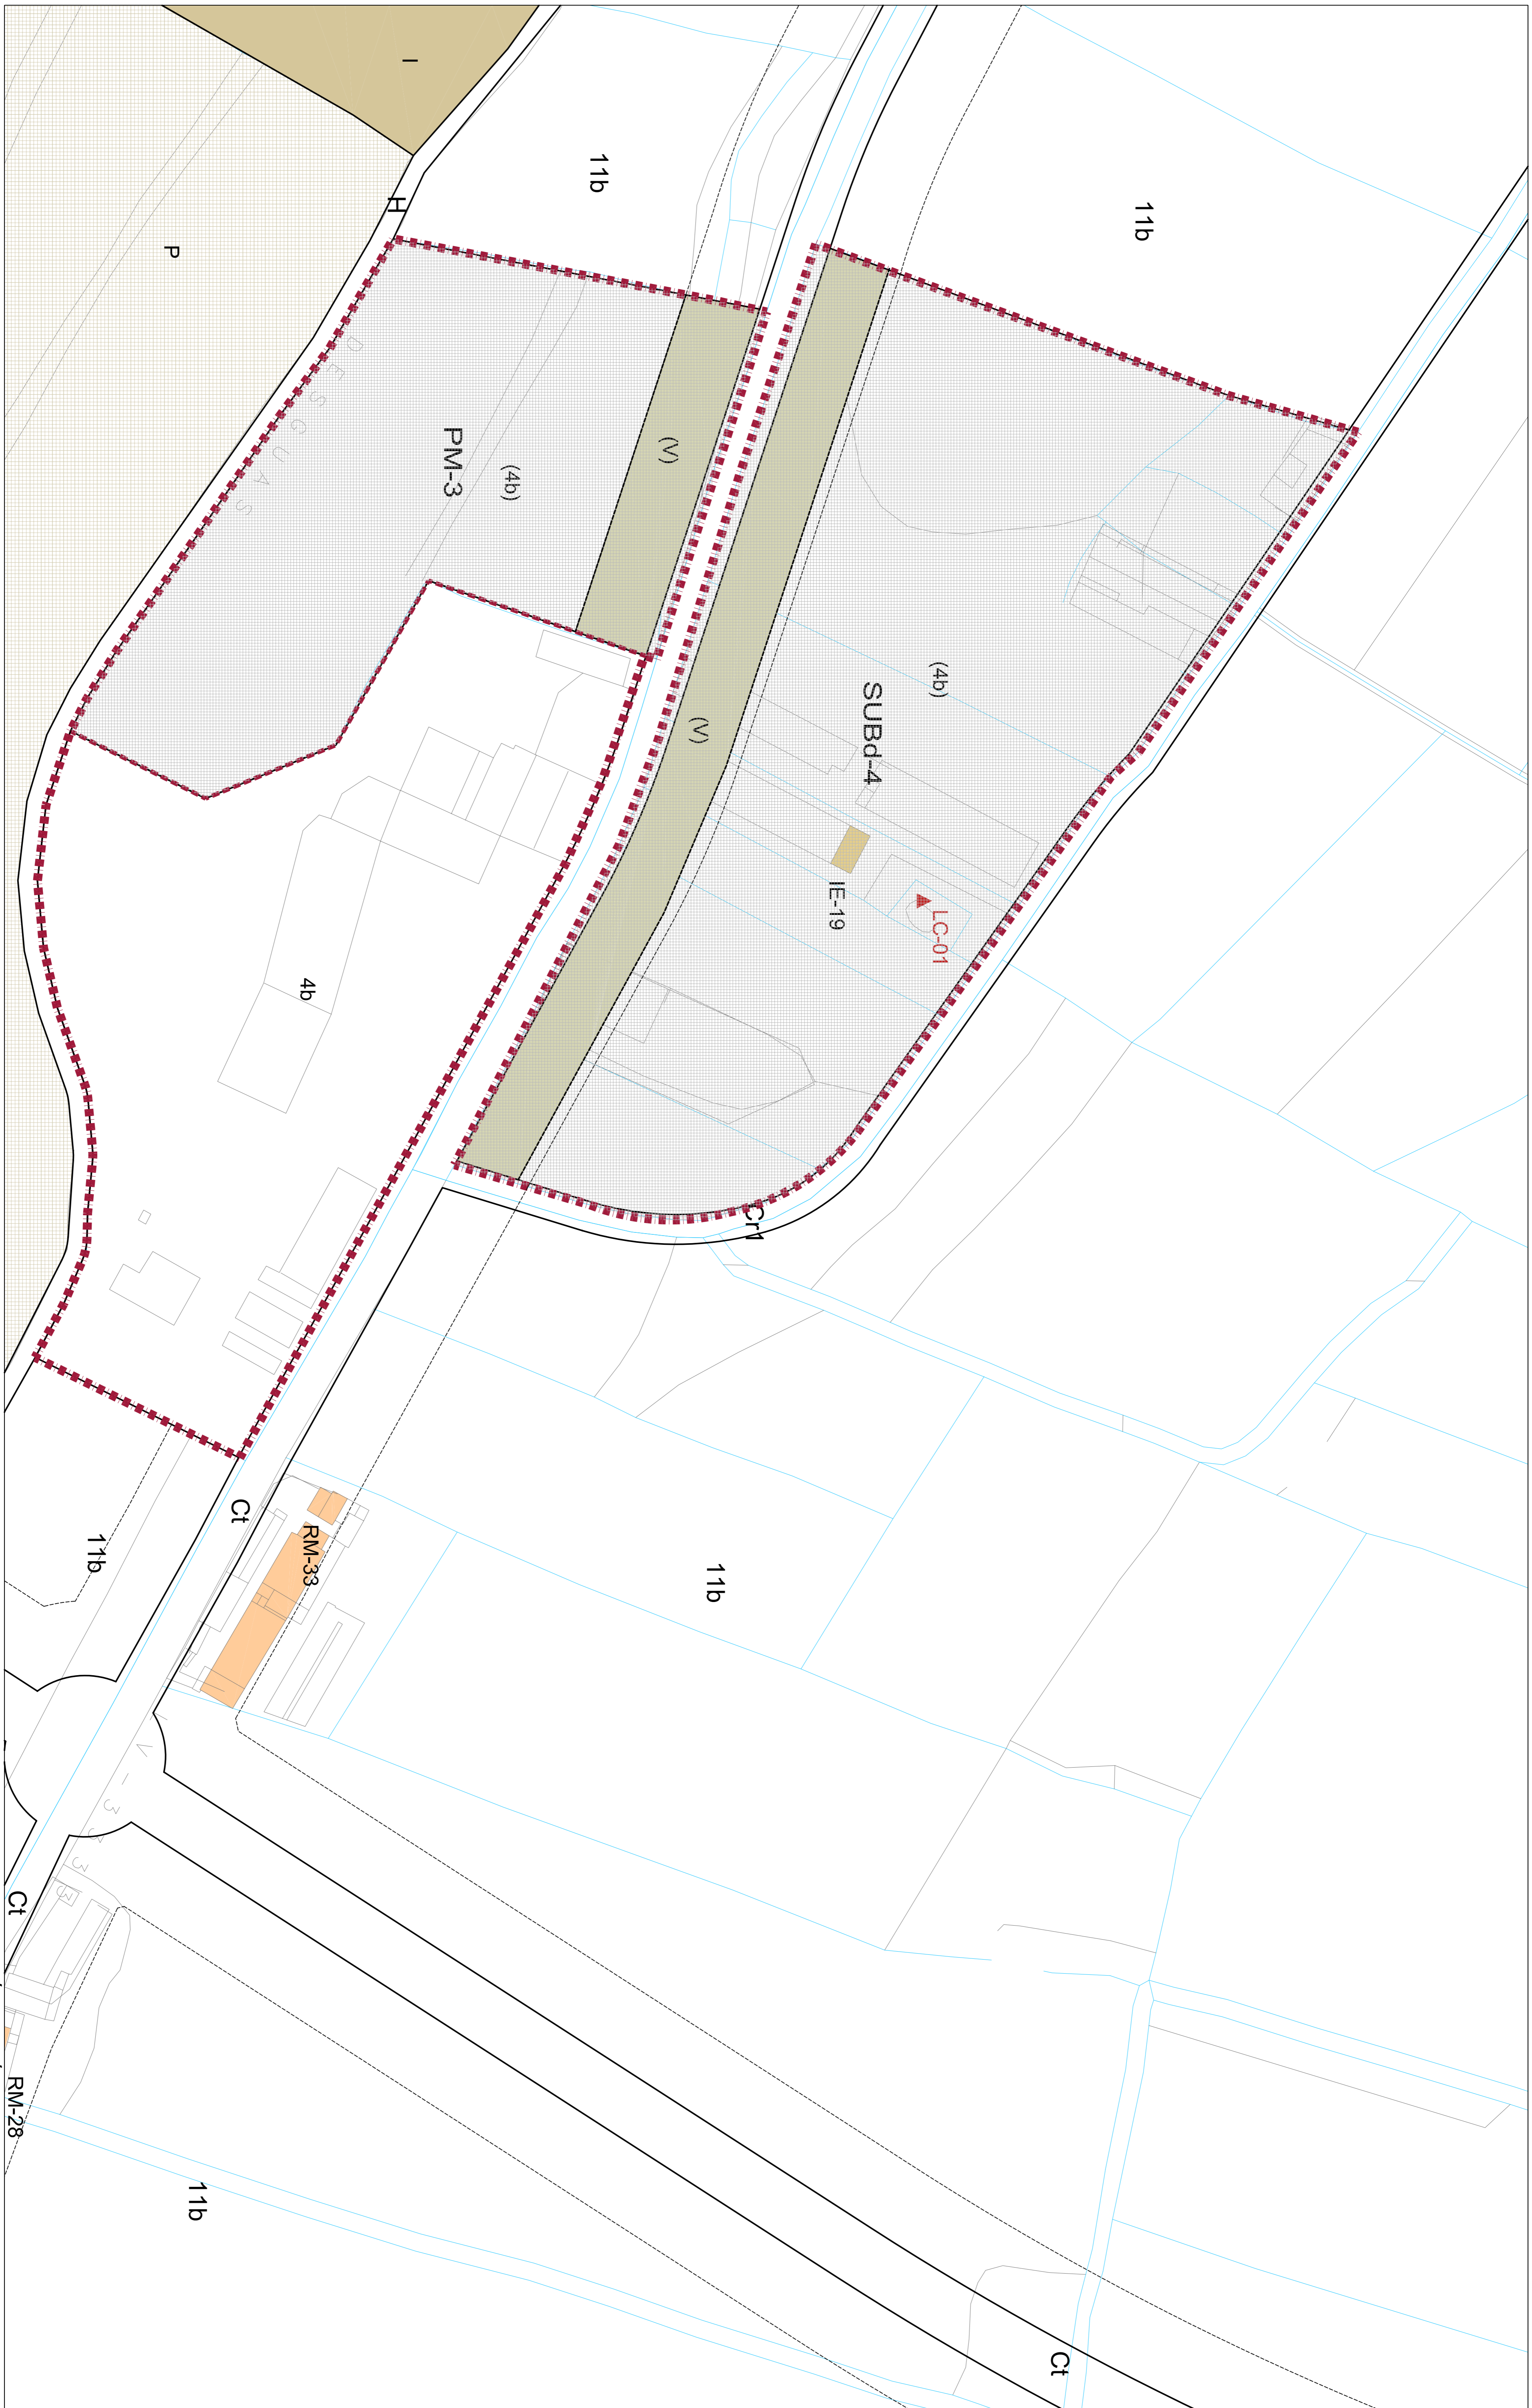 11b
Ct
LC-01
(4b)
SUBd-4
IE-19
Cr1
11b
(V)
(V)
11b
(4b)
PM-3
I
H
DESGUAS
RM-33
4b
Ct
11b
P
11b
Ct
RM-28